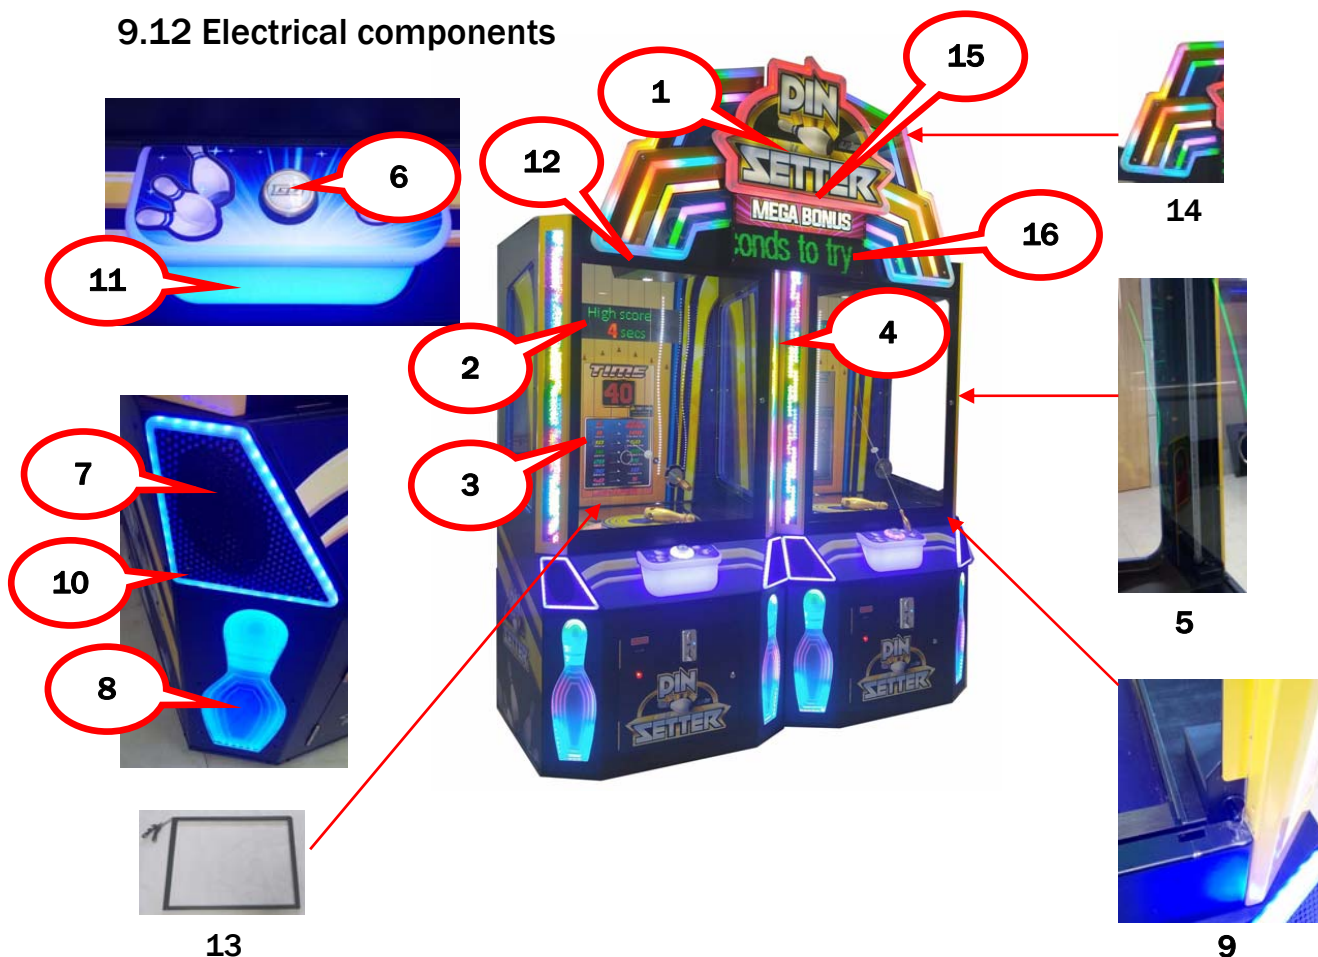 9.12 Electrical components
15
1
PIN
SETTER
12
6
14
MEGA BONUS
16
conds to try
11
High score
4 secs
4
2
TIME
40
7
3
10
5
8
PIN
SETTER
PIN
SETTER
13
9